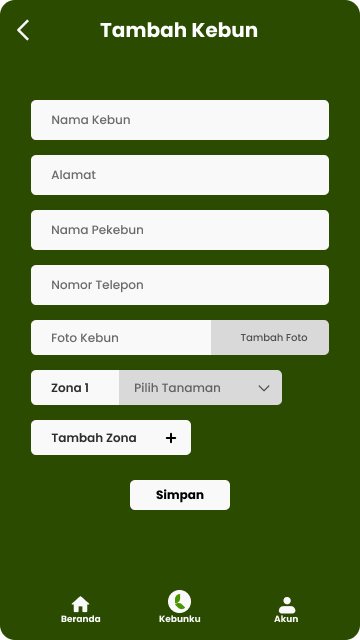 Tambah Kebun
Nama Kebun
Alamat
Nama Pekebun
Nomor Telepon
Foto Kebun Tambah Foto
Zona 1 Pilih Tanaman
Tambah Zona +
Simpan
Beranda Kebunku Akun